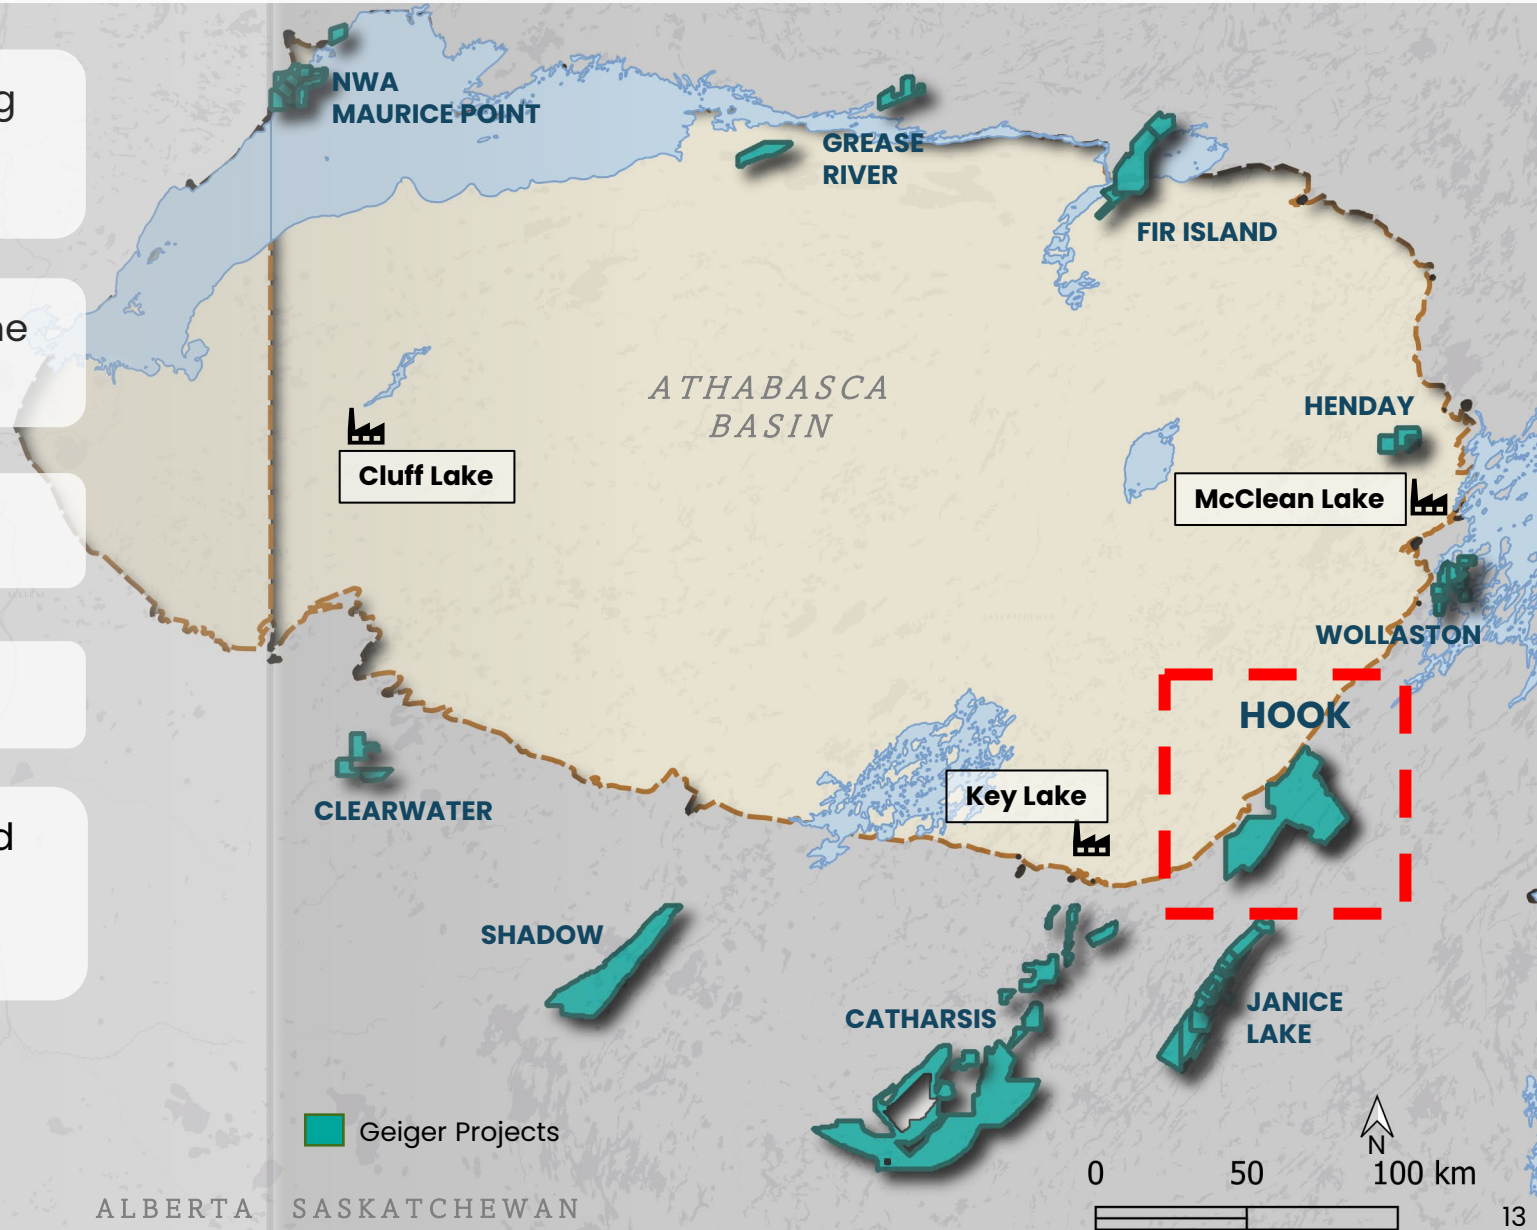 g
ne
d
NWA
MAURICE POINT
GREASE
RIVER
FIR ISLAND
ATHABASCA
BASIN
HENDAY
Cluff Lake
McClean Lake
WOLLASTON
HOOK
Key Lake
CLEARWATER
SHADOW
CATHARSIS
JANICE
LAKE
Geiger Projects
N
0 50 100 km
ALBERTA SASKATCHEWAN
13